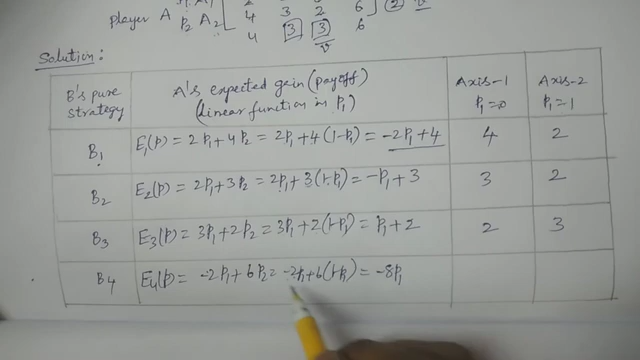 Player A P2 A2 4 3 2 6 2 v
4 3 3 6
v
Solution:
B's pure strategy A's expected gain (payoff) (linear function in P1) Axis-1 P1=0 Axis-2 P1=1
B1 E1(P) = 2P1+4P2 = 2P1+4(1-P1) = -2P1+4 4 2
B2 E2(P) = 2P1+3P2 = 2P1+3(1-P1) = -P1+3 3 2
B3 E3(P) = 3P1+2P2 = 3P1+2(1-P1) = P1+2 2 3
B4 E4(P) = -2P1+6P2 = -2P1+6(1-P1) = -8P1